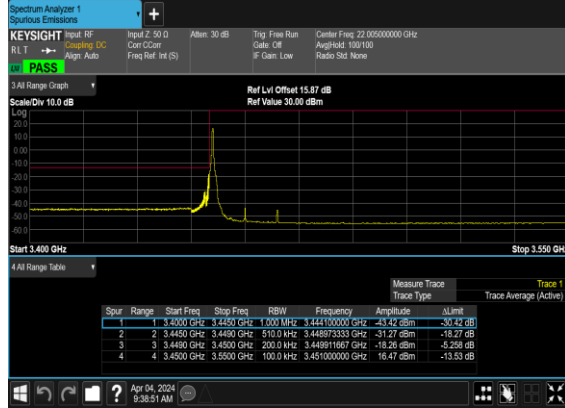 Spectrum Analyzer 1
Spurious Emissions
+
KEYSIGHT Input: RF Input Z: 50 Ω Atten: 30 dB Trig: Free Run Center Freq: 22.005000000 GHz
RLT Coupling: DC Corr CCorr Gate: Off Avg|Hold: 100/100
Align: Auto Freq Ref: Int (S) IF Gain: Low Radio Std: None
PASS
3 All Range Graph Ref Lvl Offset 15.87 dB
Scale/Div 10.0 dB Ref Value 30.00 dBm
Log
20.0
10.0
0.00
-10.0
-20.0
-30.0
-40.0
-50.0
-60.0
Start 3.400 GHz Stop 3.550 GH
4 All Range Table
Measure Trace Trace 1
Trace Type Trace Average (Active)
Spur Range Start Freq Stop Freq RBW Frequency Amplitude ΔLimit
1 1 3.4000 GHz 3.4450 GHz 1.000 MHz 3.444100000 GHz -43.42 dBm -30.42 dB
2 2 3.4450 GHz 3.4490 GHz 510.0 kHz 3.448973333 GHz -31.27 dBm -18.27 dB
3 3 3.4490 GHz 3.4500 GHz 200.0 kHz 3.449911667 GHz -18.26 dBm -5.258 dB
4 4 3.4500 GHz 3.5500 GHz 100.0 kHz 3.451000000 GHz 16.47 dBm -13.53 dB
? Apr 04, 2024
9:38:51 AM